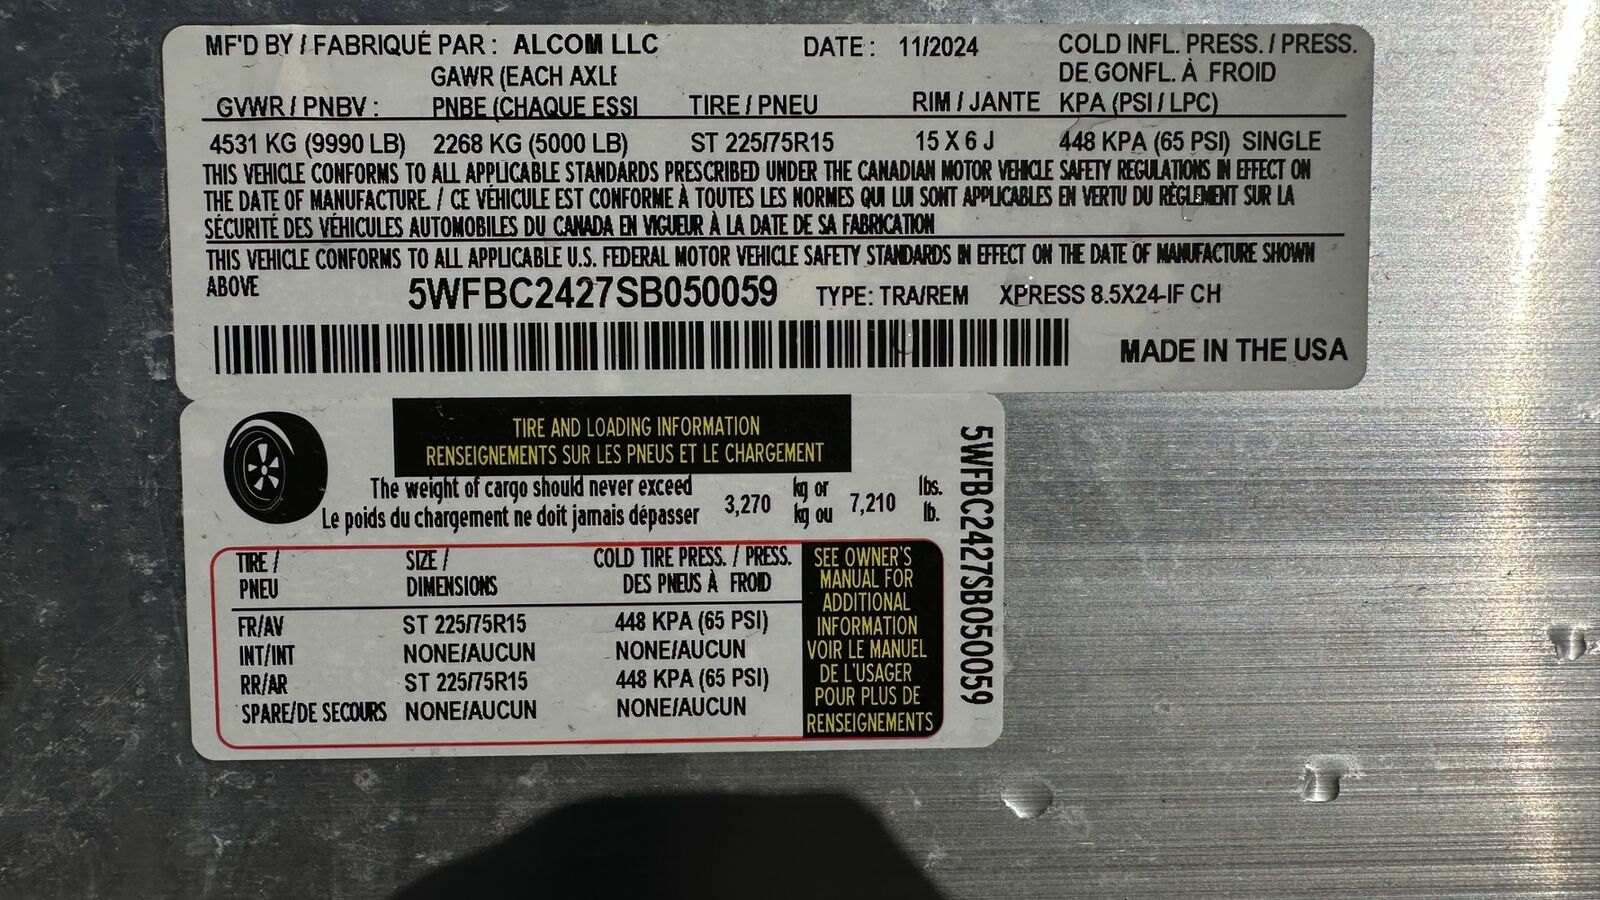 MF'D BY / FABRIQUÉ PAR : ALCOM LLC DATE : 11/2024 COLD INFL. PRESS. / PRESS.
GAWR (EACH AXLE DE GONFL. À FROID
GVWR / PNBV : PNBE (CHAQUE ESSI TIRE / PNEU RIM / JANTE KPA (PSI / LPC)
4531 KG (9990 LB) 2268 KG (5000 LB) ST 225/75R15 15 X 6 J 448 KPA (65 PSI) SINGLE
THIS VEHICLE CONFORMS TO ALL APPLICABLE STANDARDS PRESCRIBED UNDER THE CANADIAN MOTOR VEHICLE SAFETY REGULATIONS IN EFFECT ON
THE DATE OF MANUFACTURE. / CE VÉHICULE EST CONFORME À TOUTES LES NORMES QUI LUI SONT APPLICABLES EN VERTU DU RÈGLEMENT SUR LA
SÉCURITÉ DES VÉHICULES AUTOMOBILES DU CANADA EN VIGUEUR À LA DATE DE SA FABRICATION
THIS VEHICLE CONFORMS TO ALL APPLICABLE U.S. FEDERAL MOTOR VEHICLE SAFETY STANDARDS IN EFFECT ON THE DATE OF MANUFACTURE SHOWN
ABOVE 5WFBC2427SB050059 TYPE: TRA/REM XPRESS 8.5X24-IF CH
MADE IN THE USA
TIRE AND LOADING INFORMATION
RENSEIGNEMENTS SUR LES PNEUS ET LE CHARGEMENT
The weight of cargo should never exceed 3,270 kg or 7,210 lbs.
Le poids du chargement ne doit jamais dépasser kg ou lb.
TIRE / SIZE / COLD TIRE PRESS. / PRESS.
PNEU DIMENSIONS DES PNEUS À FROID
FR/AV ST 225/75R15 448 KPA (65 PSI)
INT/INT NONE/AUCUN NONE/AUCUN
RR/AR ST 225/75R15 448 KPA (65 PSI)
SPARE/DE SECOURS NONE/AUCUN NONE/AUCUN
SEE OWNER'S
MANUAL FOR
ADDITIONAL
INFORMATION
VOIR LE MANUEL
DE L'USAGER
POUR PLUS DE
RENSEIGNEMENTS
5WFBC2427SB050059